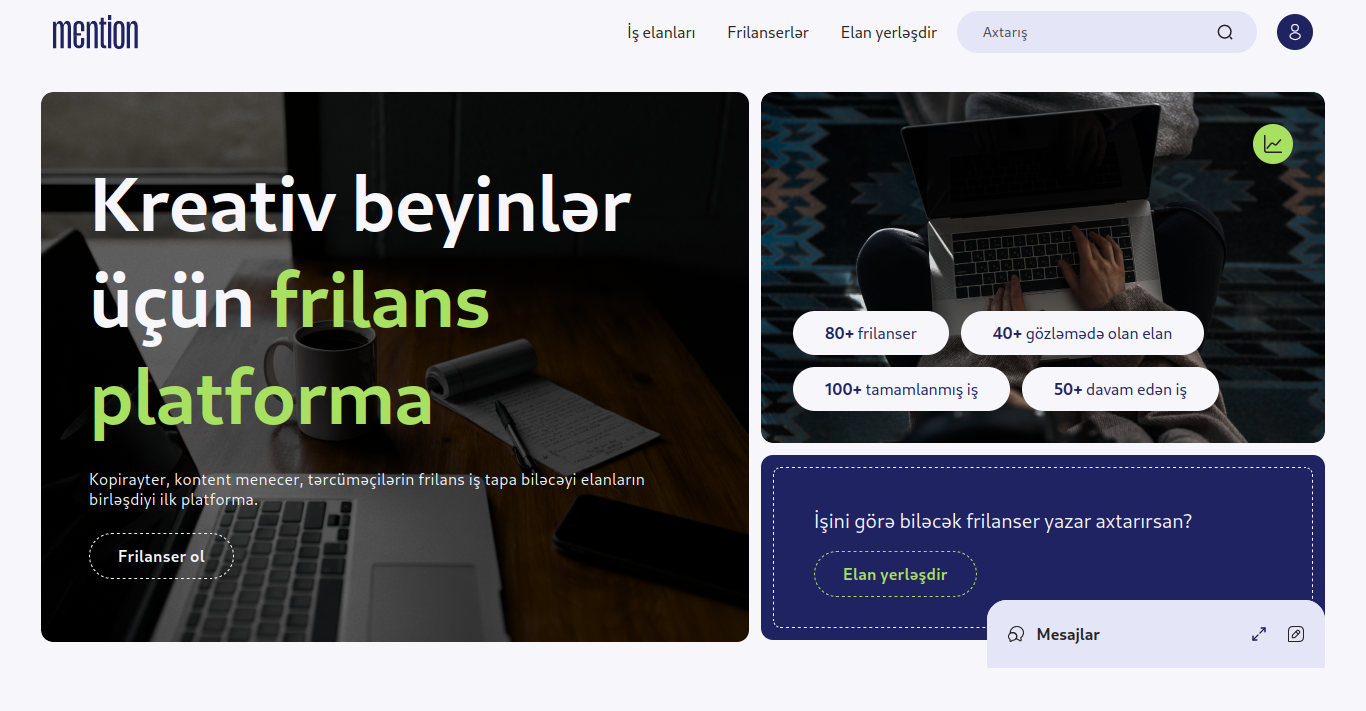 mention
İş elanları Frilanserlər Elan yerləşdir Axtarış
Kreativ beyinlər
üçün frilans
platforma
Kopirayter, kontent menecer, tərcüməçilərin frilans iş tapa biləcəyi elanların
birləşdiyi ilk platforma.
Frilanser ol
80+ frilanser
40+ gözləmədə olan elan
100+ tamamlanmış iş
50+ davam edən iş
İşini görə biləcək frilanser yazar axtarırsan?
Elan yerləşdir
Mesajlar